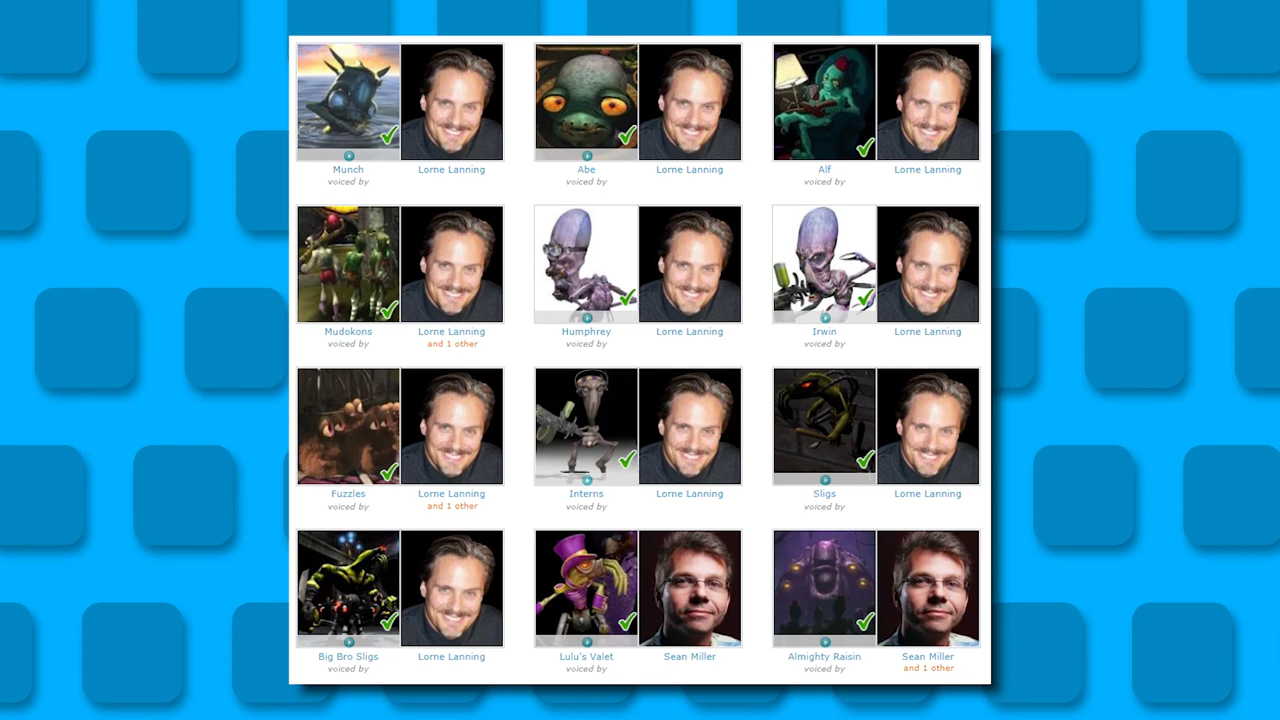 Munch Lorne Lanning Abe Lorne Lanning Alf Lorne Lanning
voiced by voiced by voiced by
Mudokons Lorne Lanning Humphrey Lorne Lanning Irwin Lorne Lanning
voiced by and 1 other voiced by voiced by
Fuzzles Lorne Lanning Interns Lorne Lanning Sligs Lorne Lanning
voiced by and 1 other voiced by voiced by
Big Bro Sligs Lorne Lanning Lulu's Valet Sean Miller Almighty Raisin Sean Miller
voiced by voiced by voiced by and 1 other